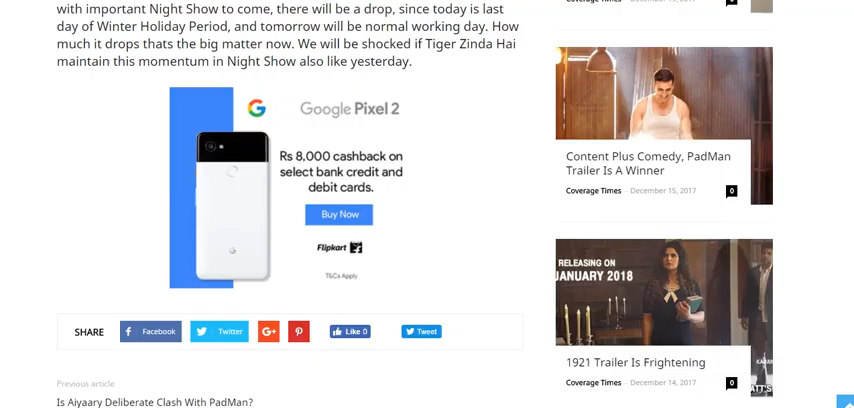 with important Night Show to come, there will be a drop, since today is last
day of Winter Holiday Period, and tomorrow will be normal working day. How
much it drops thats the big matter now. We will be shocked if Tiger Zinda Hai
maintain this momentum in Night Show also like yesterday.
G
Google Pixel 2
Rs 8,000 cashback on
select bank credit and
debit cards.
Buy Now
Flipkart
T&Cs Apply
SHARE
Facebook
Twitter
G+
Like 0
Tweet
Previous article
Is Aiyaary Deliberate Clash With PadMan?
Content Plus Comedy, PadMan
Trailer Is A Winner
Coverage Times - December 15, 2017
0
RELEASING ON
JANUARY 2018
1921 Trailer Is Frightening
Coverage Times - December 14, 2017
0